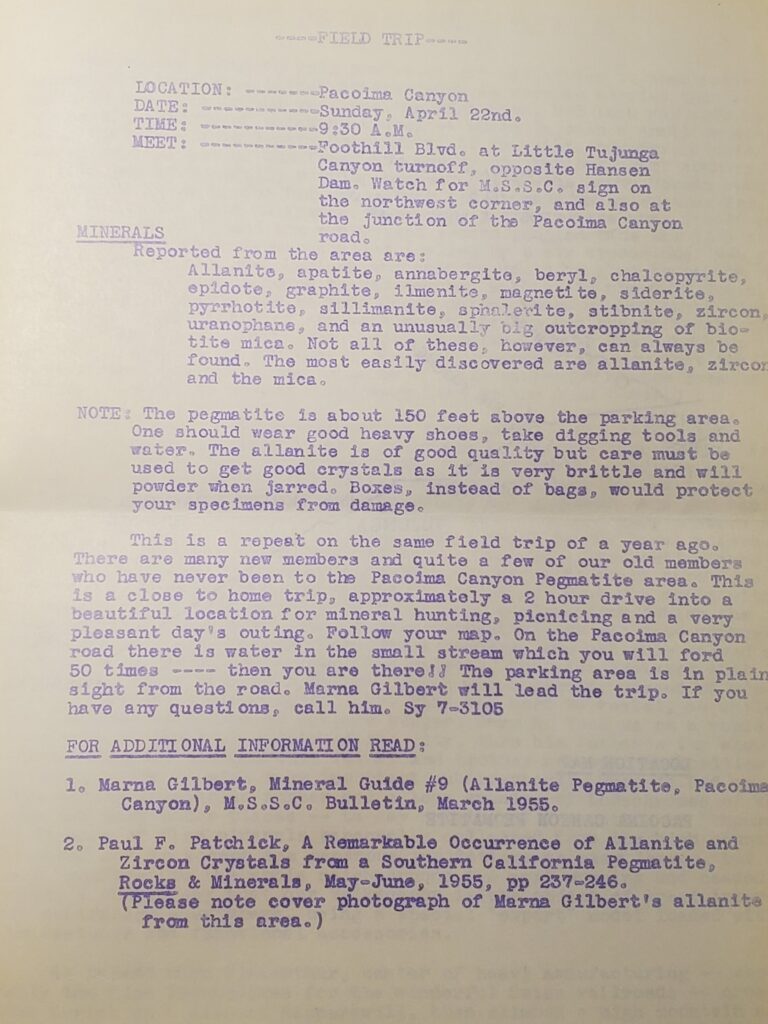 ----FIELD TRIP----
LOCATION: -------Pacoima Canyon
DATE: -----------Sunday, April 22nd.
TIME: -----------9:30 A.M.
MEET: -----------Foothill Blvd. at Little Tujunga
Canyon turnoff, opposite Hansen
Dam. Watch for M.S.S.C. sign on
the northwest corner, and also at
the junction of the Pacoima Canyon
road.
MINERALS
Reported from the area are:
Allanite, apatite, annabergite, beryl, chalcopyrite,
epidote, graphite, ilmenite, magnetite, siderite,
pyrrhotite, sillimanite, sphalerite, stibnite, zircon,
uranophane, and an unusually big outcropping of bio-
tite mica. Not all of these, however, can always be
found. The most easily discovered are allanite, zircon
and the mica.
NOTE: The pegmatite is about 150 feet above the parking area.
One should wear good heavy shoes, take digging tools and
water. The allanite is of good quality but care must be
used to get good crystals as it is very brittle and will
powder when jarred. Boxes, instead of bags, would protect
your specimens from damage.
This is a repeat on the same field trip of a year ago.
There are many new members and quite a few of our old members
who have never been to the Pacoima Canyon Pegmatite area. This
is a close to home trip, approximately a 2 hour drive into a
beautiful location for mineral hunting, picnicing and a very
pleasant day's outing. Follow your map. On the Pacoima Canyon
road there is water in the small stream which you will ford
50 times ---- then you are there!! The parking area is in plain
sight from the road. Marna Gilbert will lead the trip. If you
have any questions, call him. Sy 7-3105
FOR ADDITIONAL INFORMATION READ:
1. Marna Gilbert, Mineral Guide #9 (Allanite Pegmatite, Pacoima
Canyon), M.S.S.C. Bulletin, March 1955.
2. Paul F. Patchick, A Remarkable Occurrence of Allanite and
Zircon Crystals from a Southern California Pegmatite,
Rocks & Minerals, May-June, 1955, pp 237-246.
(Please note cover photograph of Marna Gilbert's allanite
from this area.)